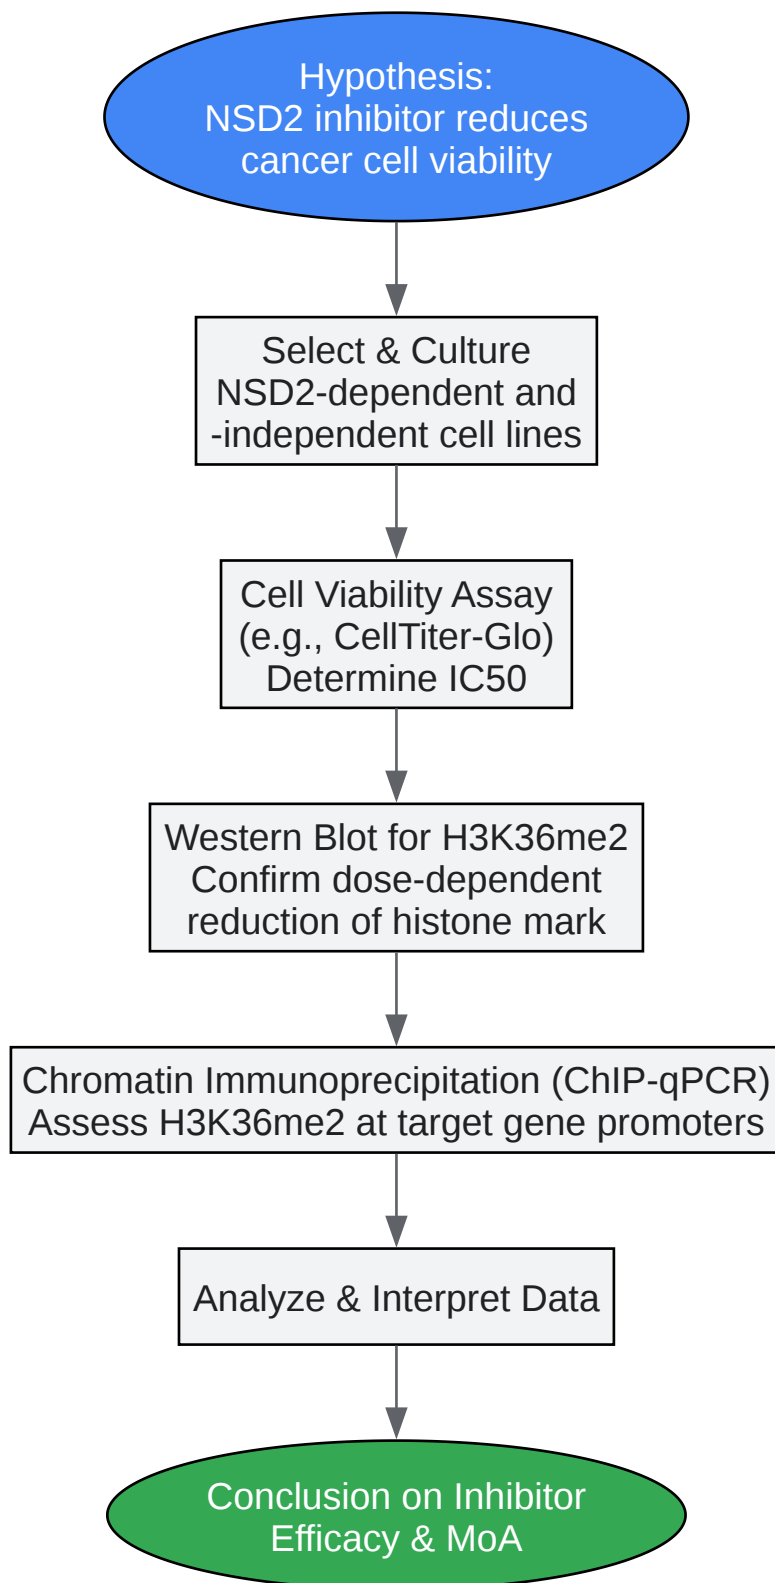 Hypothesis:
NSD2 inhibitor reduces
cancer cell viability
Select & Culture
NSD2-dependent and
-independent cell lines
Cell Viability Assay
(e.g., CellTiter-Glo)
Determine IC50
Western Blot for H3K36me2
Confirm dose-dependent
reduction of histone mark
Chromatin Immunoprecipitation (ChIP-qPCR)
Assess H3K36me2 at target gene promoters
Analyze & Interpret Data
Conclusion on Inhibitor
Efficacy & MoA